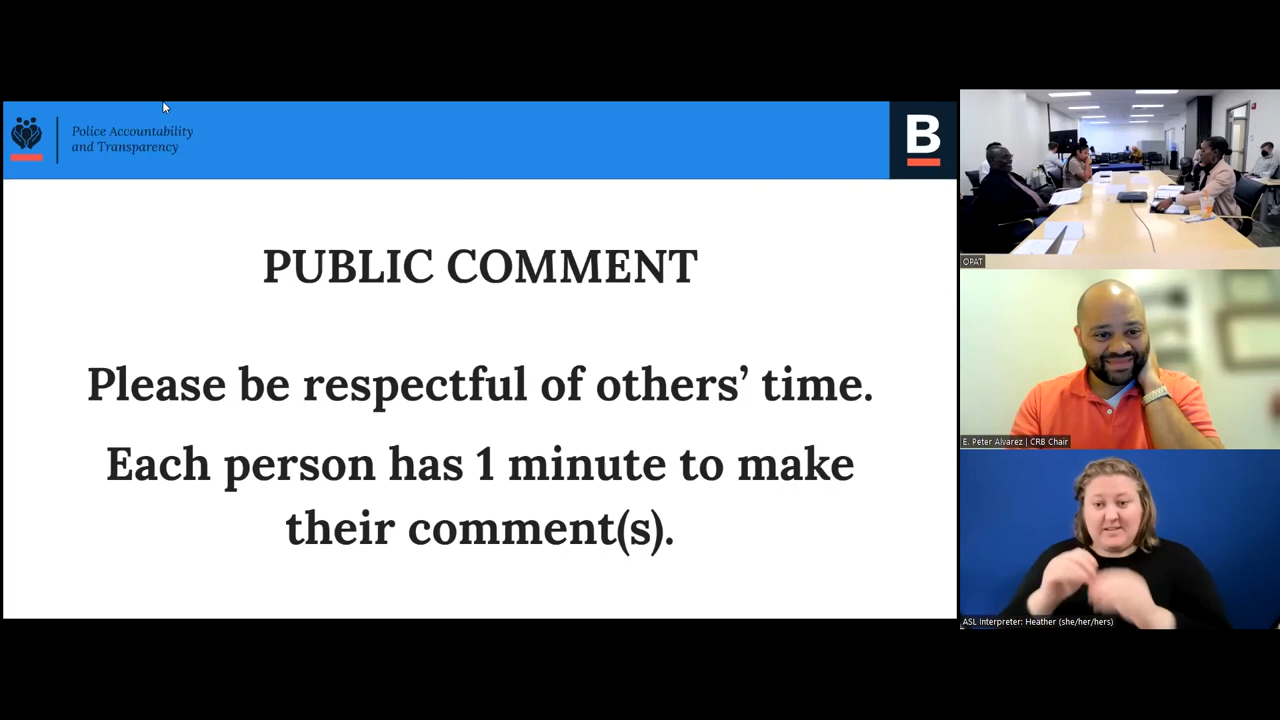 Police Accountability
and Transparency
B
PUBLIC COMMENT
Please be respectful of others’ time.
Each person has 1 minute to make
their comment(s).
OPAT
E. Peter Alvarez | CRB Chair
ASL Interpreter: Heather (she/her/hers)